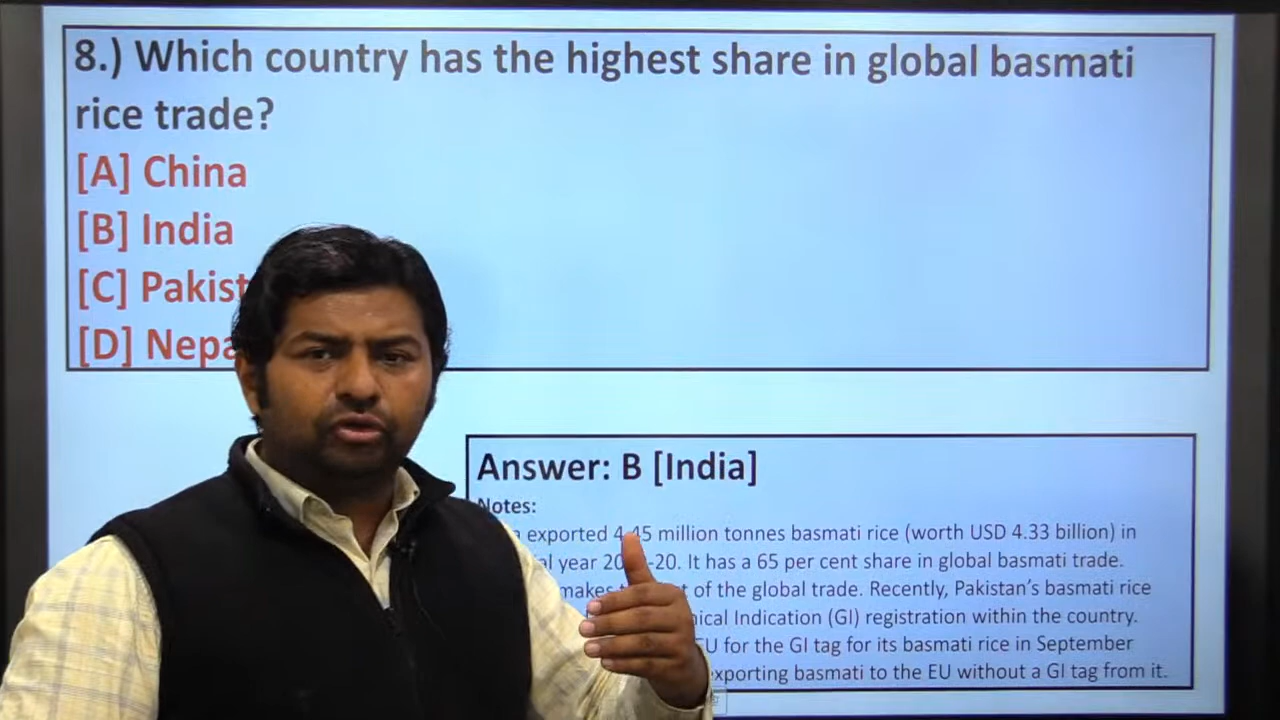 8.) Which country has the highest share in global basmati
rice trade?
[A] China
[B] India
[C] Pakist
[D] Nepa
Answer: B [India]
Notes:
exported 4.45 million tonnes basmati rice (worth USD 4.33 billion) in
year 20 -20. It has a 65 per cent share in global basmati trade.
makes of the global trade. Recently, Pakistan’s basmati rice
Indication (GI) registration within the country.
EU for the GI tag for its basmati rice in September
exporting basmati to the EU without a GI tag from it.